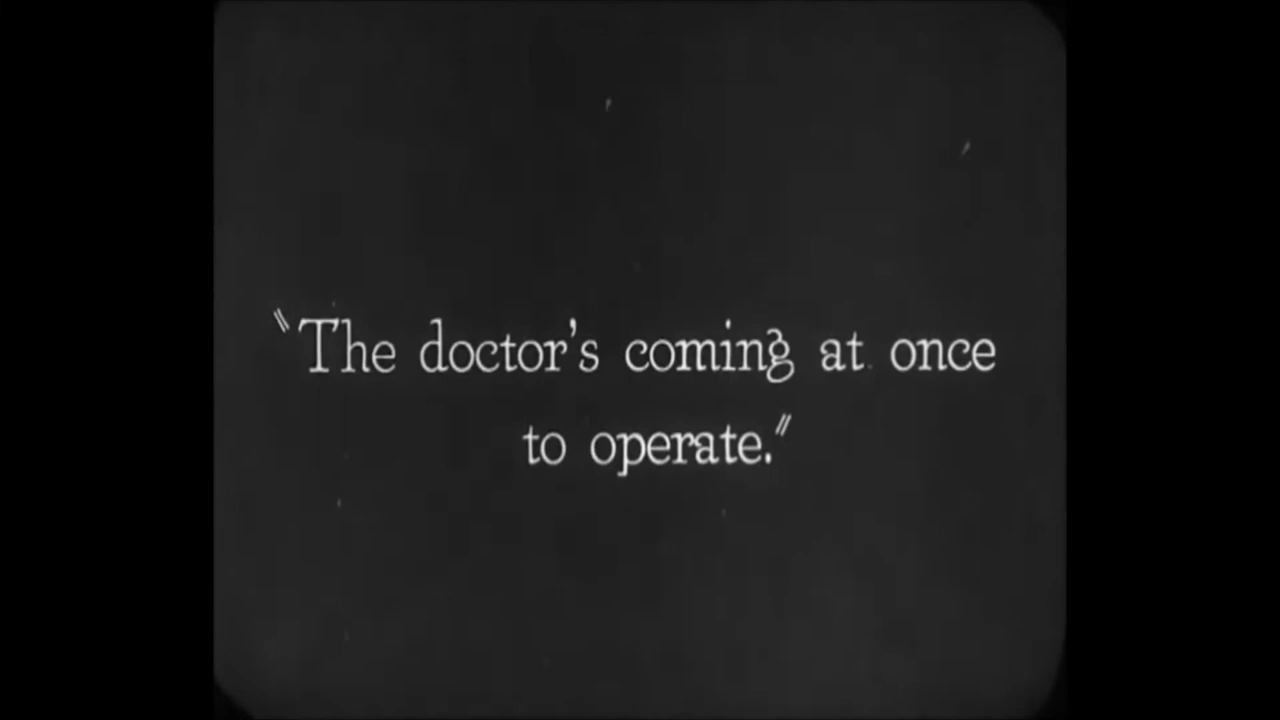 "The doctor's coming at once
to operate."